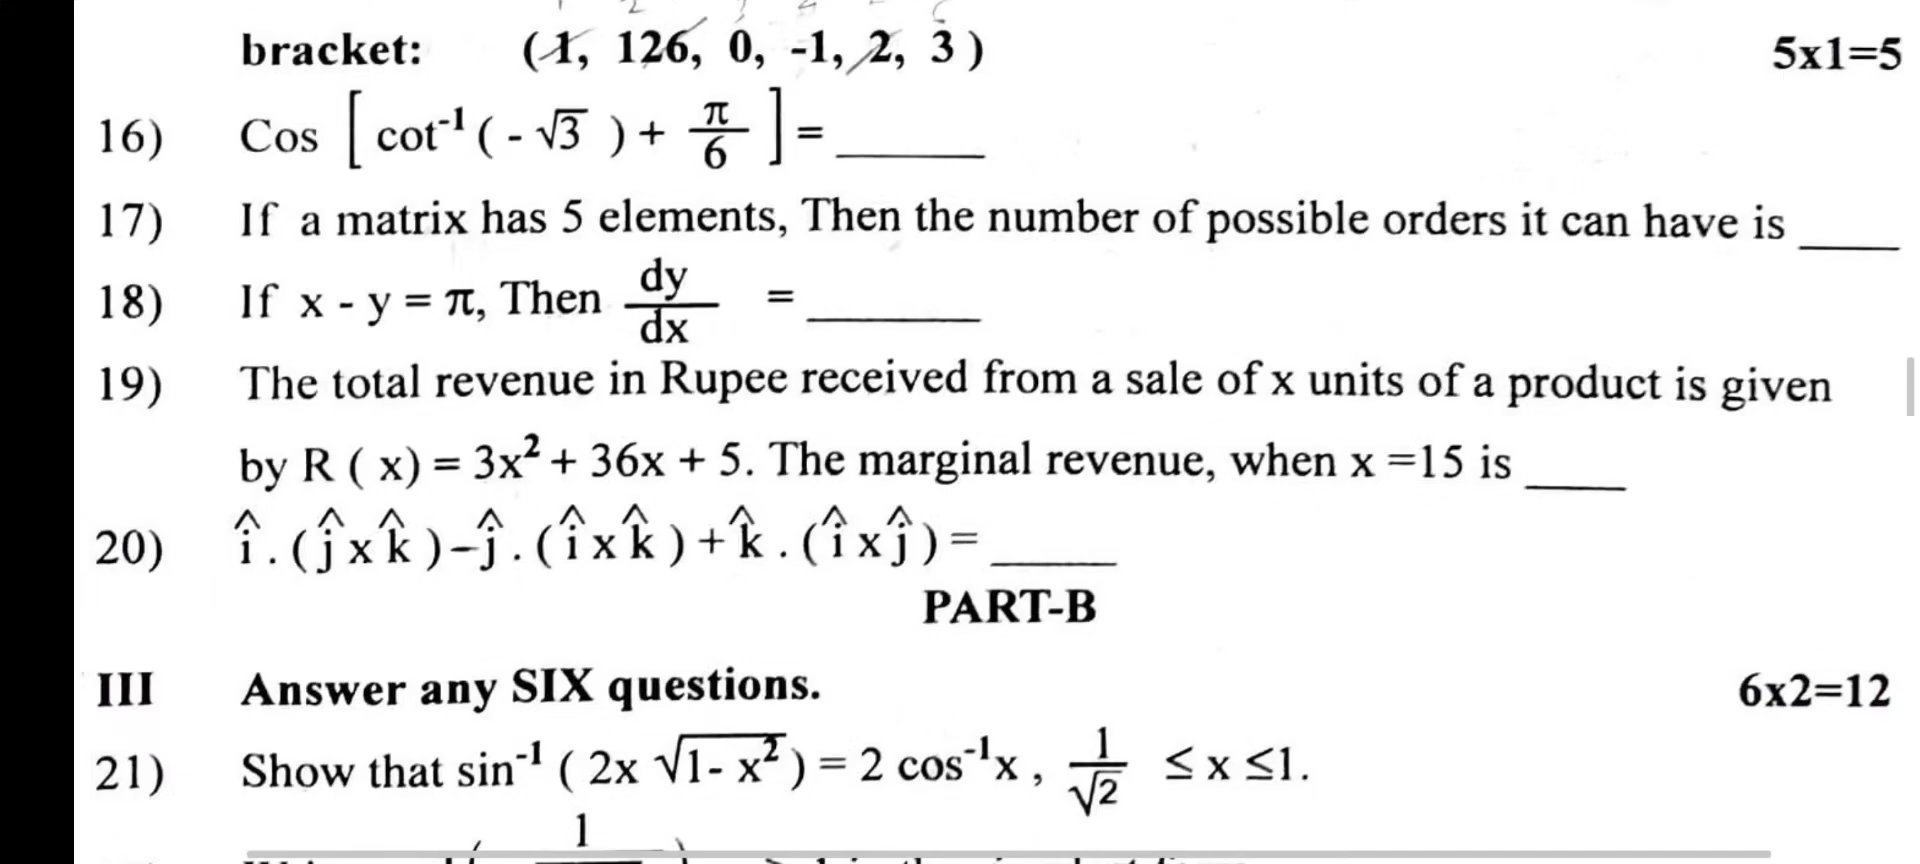 bracket: (1, 126, 0, -1, 2, 3 ) 5x1=5
16) Cos [ cot⁻¹ ( - √3 ) + π/6 ] = ______
17) If a matrix has 5 elements, Then the number of possible orders it can have is ____
18) If x - y = π, Then dy/dx = ______
19) The total revenue in Rupee received from a sale of x units of a product is given
by R ( x) = 3x² + 36x + 5. The marginal revenue, when x =15 is ____
20) î . ( ĵ x k̂ ) – ĵ . ( î x k̂ ) + k̂ . ( î x ĵ ) = _____
PART-B
III Answer any SIX questions. 6x2=12
21) Show that sin⁻¹ ( 2x √1- x² ) = 2 cos⁻¹x , 1/√2 ≤ x ≤1.
1